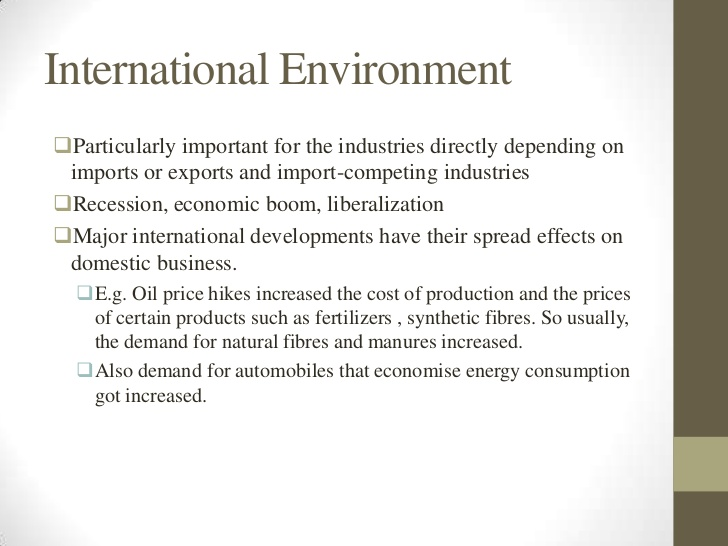 International Environment
❑Particularly important for the industries directly depending on
imports or exports and import-competing industries
❑Recession, economic boom, liberalization
❑Major international developments have their spread effects on
domestic business.
❑E.g. Oil price hikes increased the cost of production and the prices
of certain products such as fertilizers , synthetic fibres. So usually,
the demand for natural fibres and manures increased.
❑Also demand for automobiles that economise energy consumption
got increased.